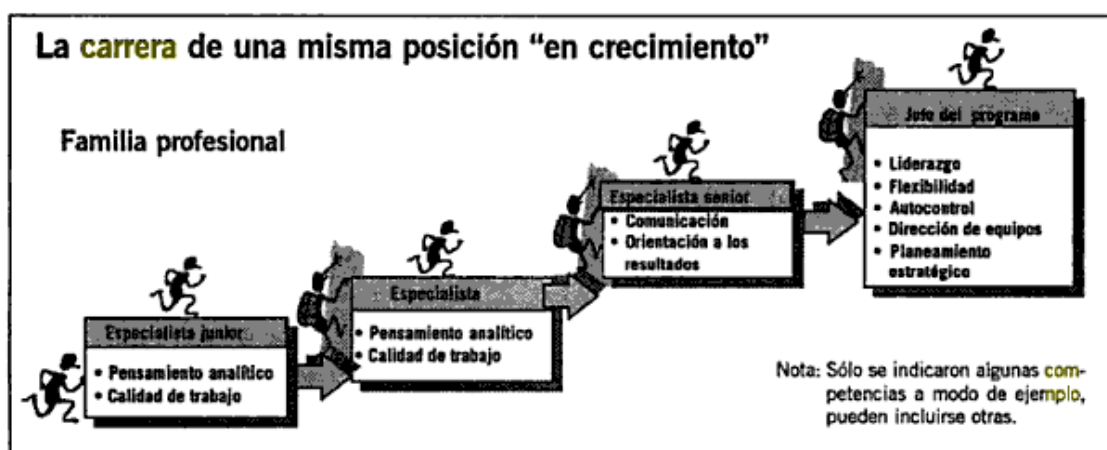 La carrera de una misma posición “en crecimiento”
Familia profesional
Especialista junior
• Pensamiento analítico
• Calidad de trabajo
Especialista
• Pensamiento analítico
• Calidad de trabajo
Especialista senior
• Comunicación
• Orientación a los
resultados
Jefe del programa
• Liderazgo
• Flexibilidad
• Autocontrol
• Dirección de equipos
• Planeamiento
estratégico
Nota: Sólo se indicaron algunas com-
petencias a modo de ejemplo,
pueden incluirse otras.